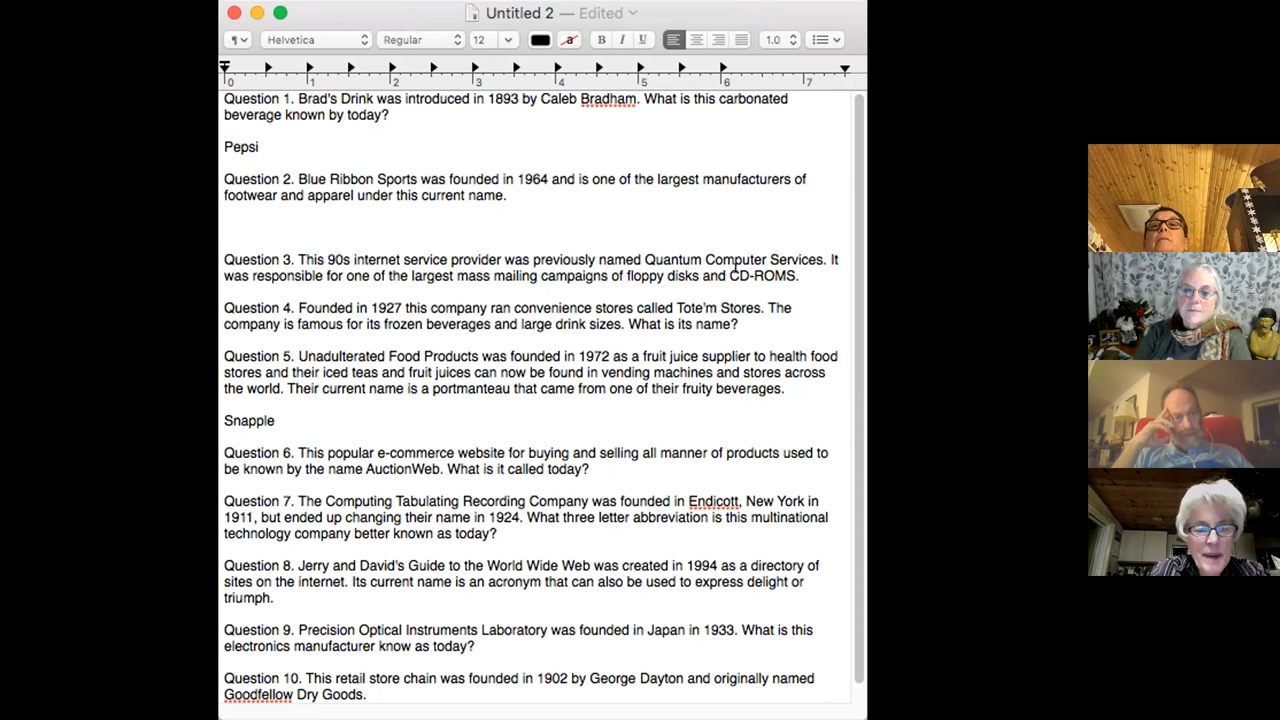 Untitled 2 — Edited
¶ Helvetica Regular 12 a B I U 1.0
0 1 2 3 4 5 6 7
Question 1. Brad's Drink was introduced in 1893 by Caleb Bradham. What is this carbonated
beverage known by today?
Pepsi
Question 2. Blue Ribbon Sports was founded in 1964 and is one of the largest manufacturers of
footwear and apparel under this current name.
Question 3. This 90s internet service provider was previously named Quantum Computer Services. It
was responsible for one of the largest mass mailing campaigns of floppy disks and CD-ROMS.
Question 4. Founded in 1927 this company ran convenience stores called Tote'm Stores. The
company is famous for its frozen beverages and large drink sizes. What is its name?
Question 5. Unadulterated Food Products was founded in 1972 as a fruit juice supplier to health food
stores and their iced teas and fruit juices can now be found in vending machines and stores across
the world. Their current name is a portmanteau that came from one of their fruity beverages.
Snapple
Question 6. This popular e-commerce website for buying and selling all manner of products used to
be known by the name AuctionWeb. What is it called today?
Question 7. The Computing Tabulating Recording Company was founded in Endicott, New York in
1911, but ended up changing their name in 1924. What three letter abbreviation is this multinational
technology company better known as today?
Question 8. Jerry and David's Guide to the World Wide Web was created in 1994 as a directory of
sites on the internet. Its current name is an acronym that can also be used to express delight or
triumph.
Question 9. Precision Optical Instruments Laboratory was founded in Japan in 1933. What is this
electronics manufacturer know as today?
Question 10. This retail store chain was founded in 1902 by George Dayton and originally named
Goodfellow Dry Goods.